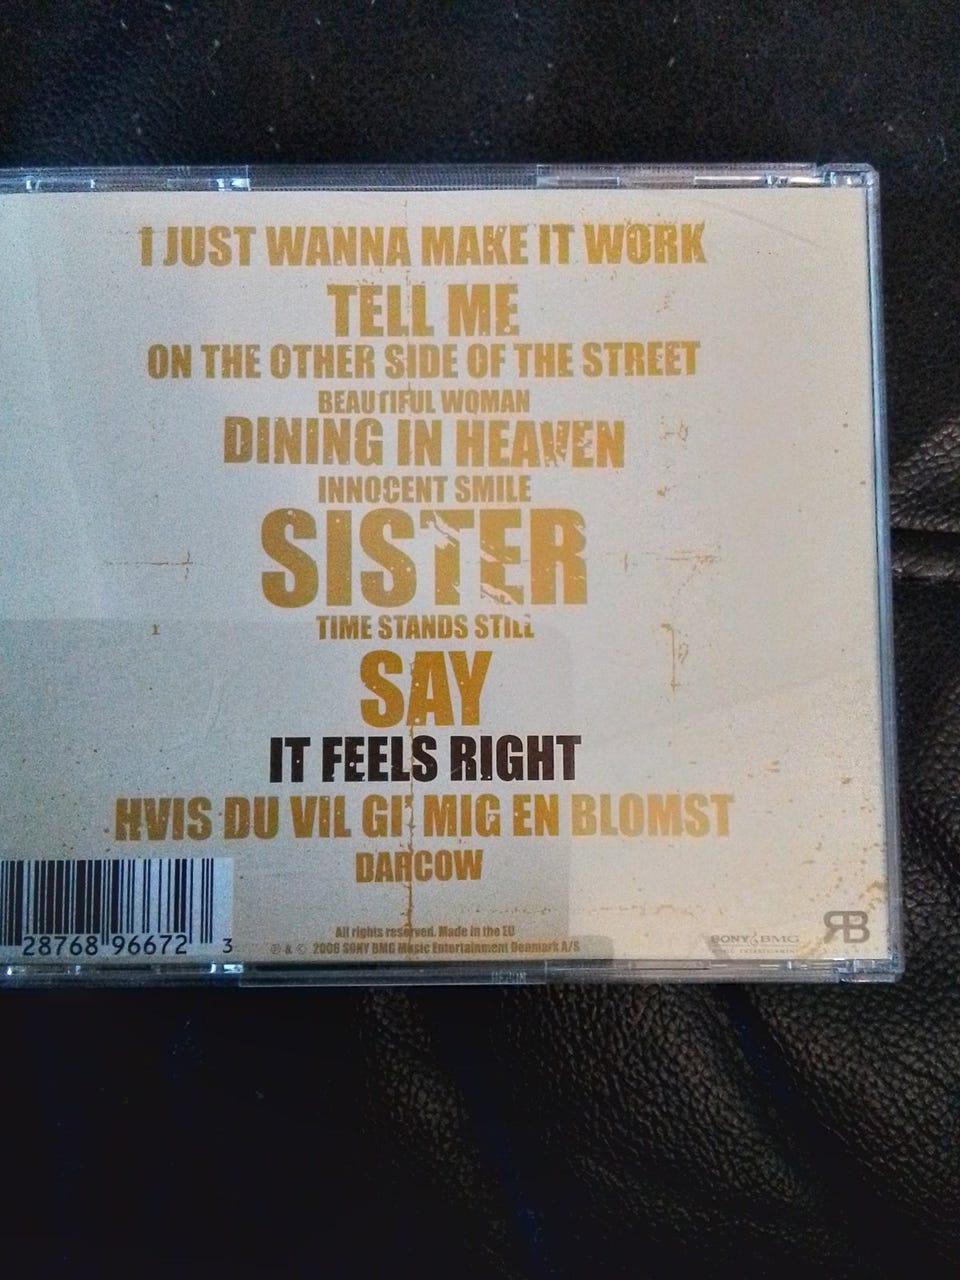 I JUST WANNA MAKE IT WORK
TELL ME
ON THE OTHER SIDE OF THE STREET
BEAUTIFUL WOMAN
DINING IN HEAVEN
INNOCENT SMILE
SISTER
TIME STANDS STILL
SAY
IT FEELS RIGHT
HVIS DU VIL GI' MIG EN BLOMST
DARCOW
28768 96672 3
All rights reserved. Made in the EU
℗ & © 2006 SONY BMG Music Entertainment Denmark A/S
SONY BMG
MUSIC ENTERTAINMENT
RB